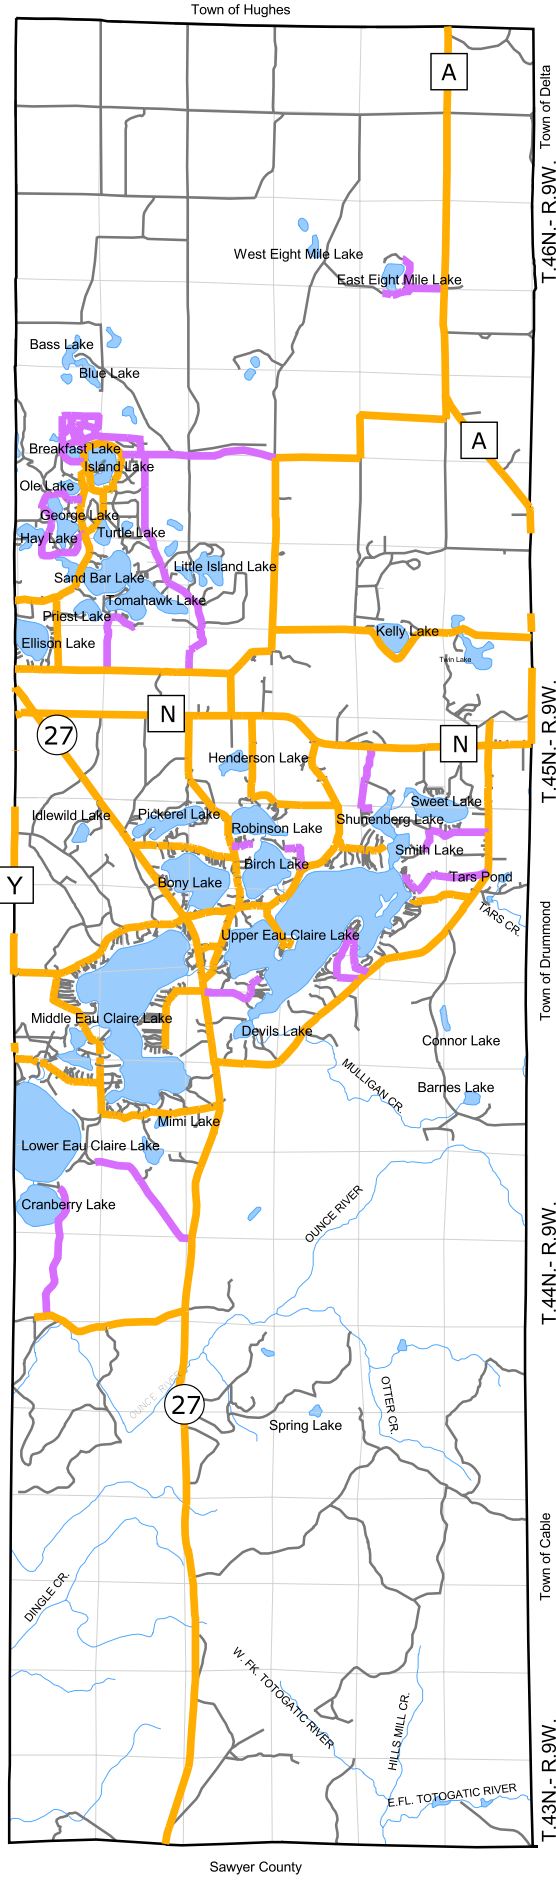 Town of Hughes
A
Town of Delta
T.46N.- R.9W.
West Eight Mile Lake
East Eight Mile Lake
Bass Lake
Blue Lake
A
Breakfast Lake
Island Lake
Ole Lake
George Lake
Turtle Lake
Hay Lake
Little Island Lake
Sand Bar Lake
Tomahawk Lake
Priest Lake
Kelly Lake
Ellison Lake
Twin Lake
T.45N.- R.9W.
N
27
N
Henderson Lake
Sweet Lake
Idlewild Lake
Pickerel Lake
Shunenberg Lake
Robinson Lake
Smith Lake
Birch Lake
Tars Pond
Y
Bony Lake
TARS CR.
Town of Drummond
Upper Eau Claire Lake
Middle Eau Claire Lake
Devils Lake
Connor Lake
MULLIGAN CR.
Barnes Lake
Mimi Lake
Lower Eau Claire Lake
Cranberry Lake
OUNCE RIVER
T.44N.- R.9W.
OUNCE RIVER
27
OTTER CR.
Spring Lake
Town of Cable
DINGLE CR.
W. FK. TOTOGATIC RIVER
HILLS MILL CR.
T.43N.- R.9W.
E.FL. TOTOGATIC RIVER
Sawyer County